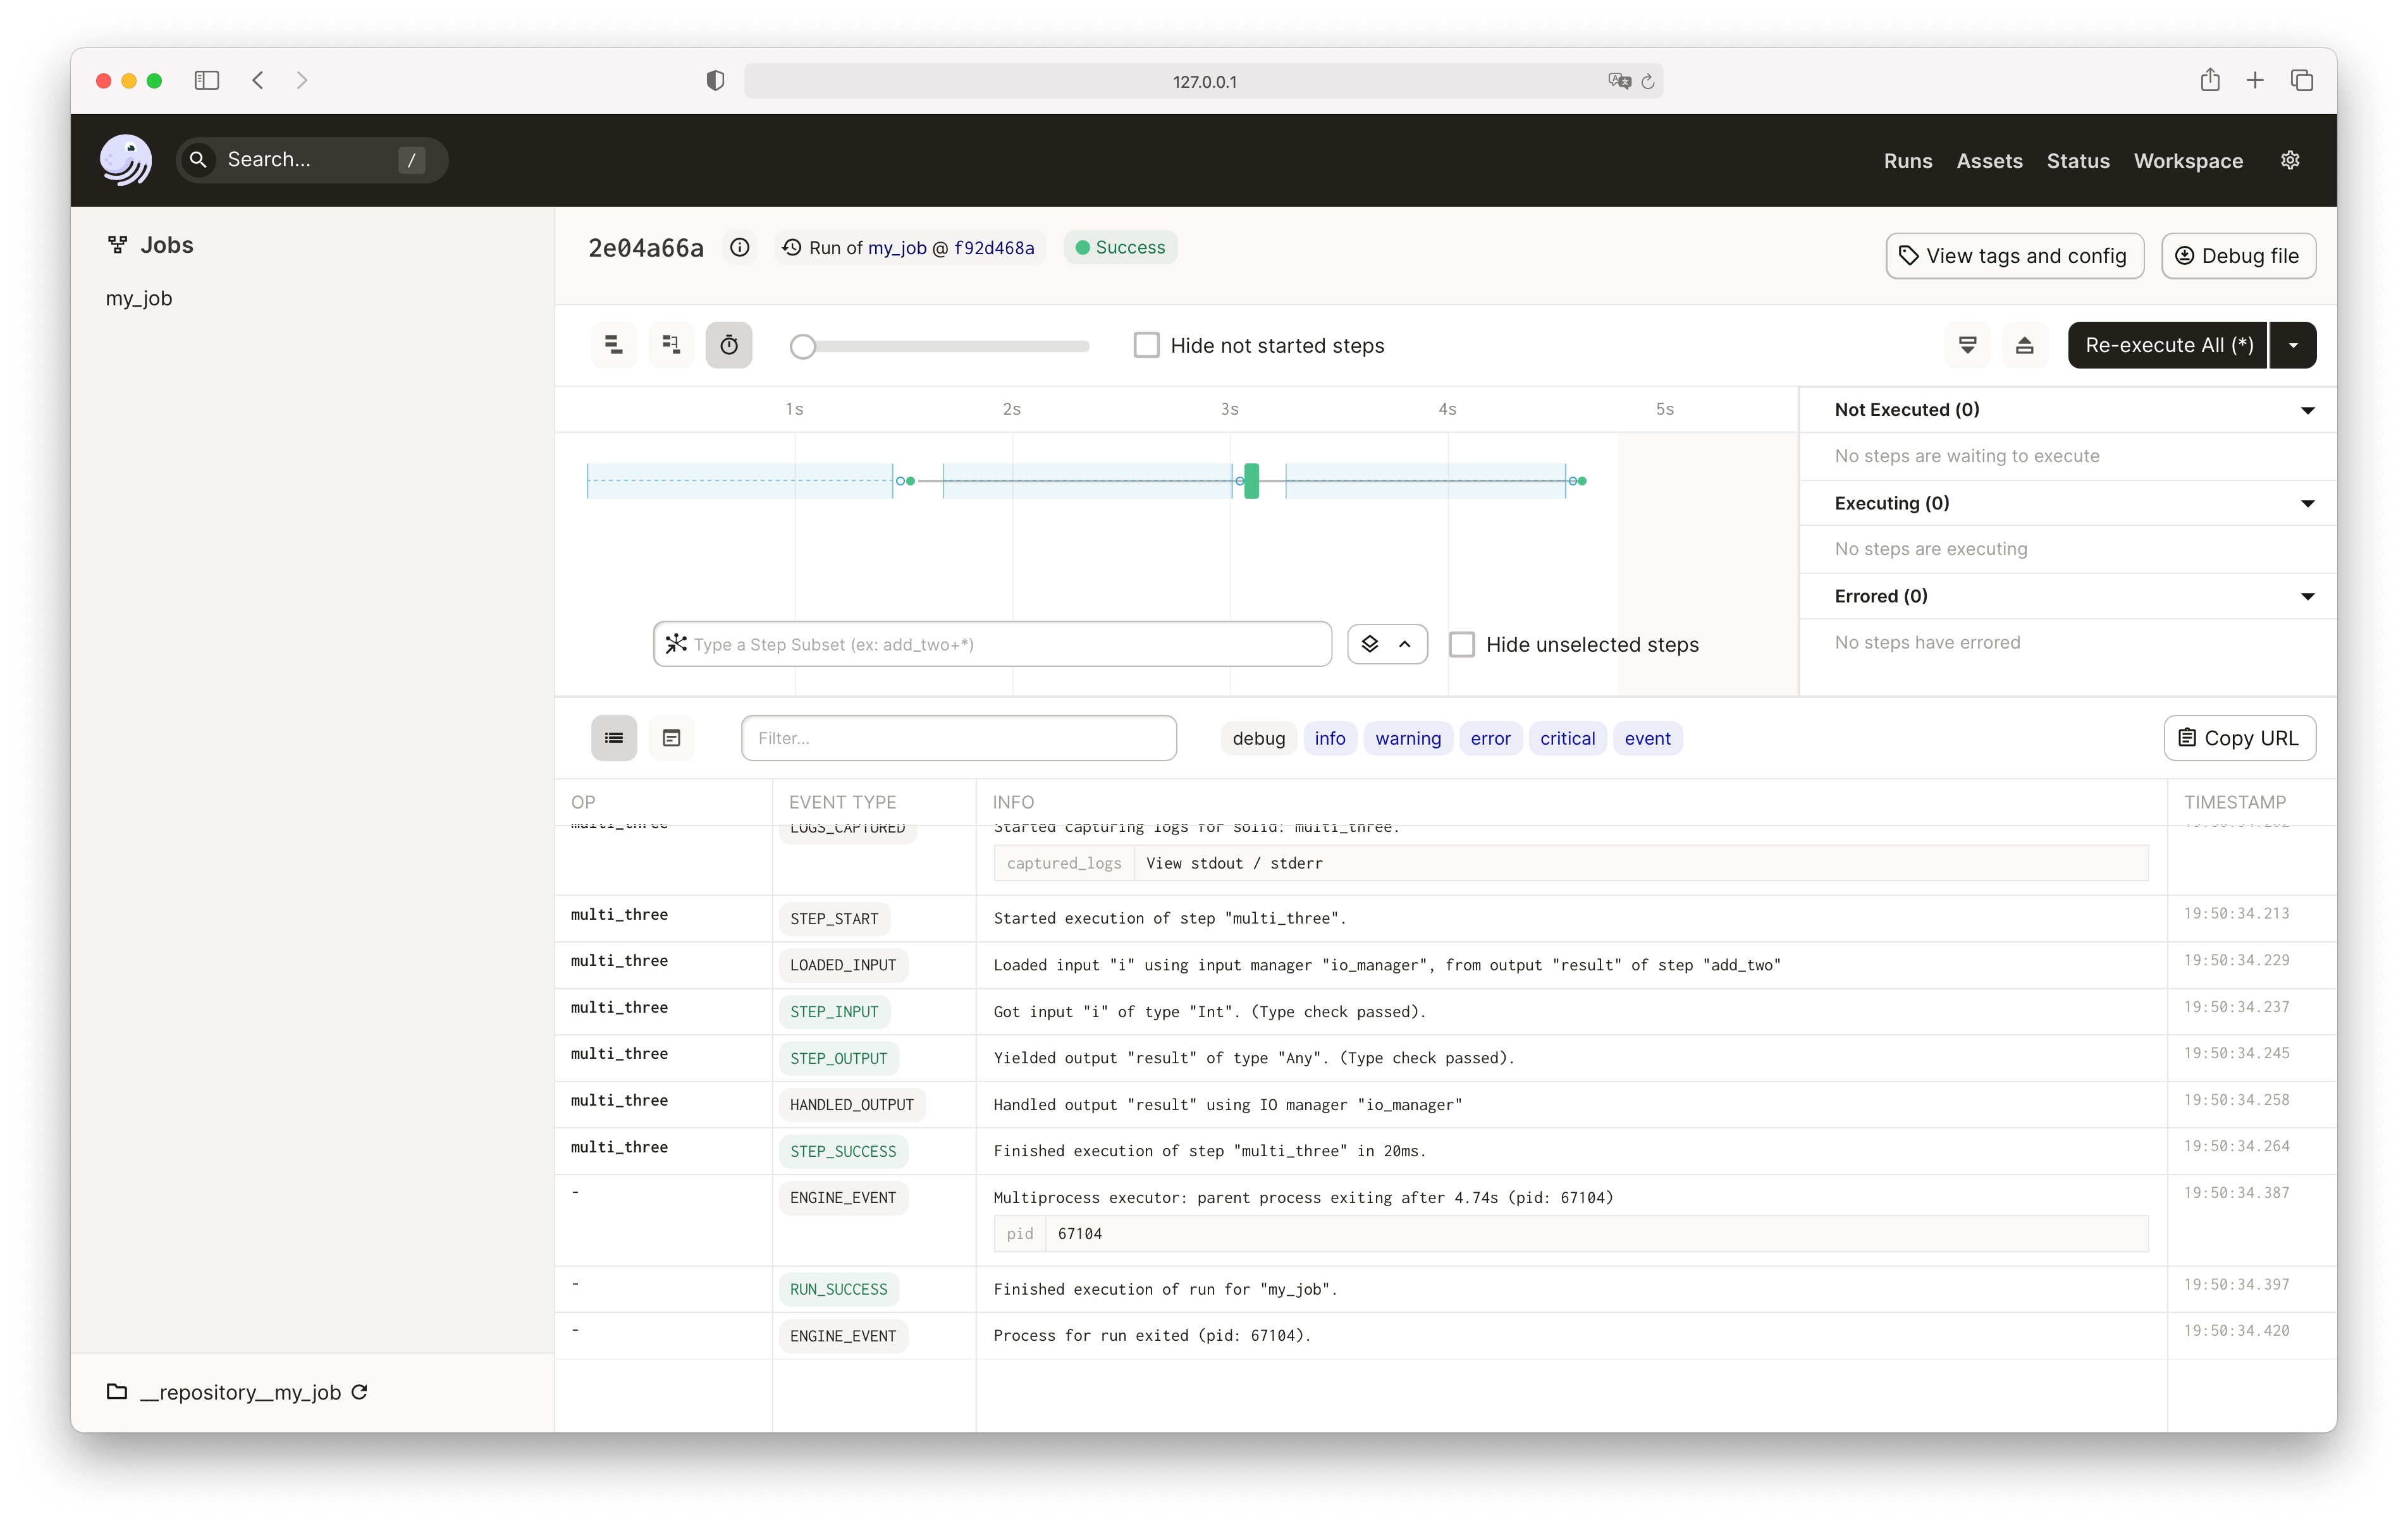 127.0.0.1
Search... /
Runs Assets Status Workspace
Jobs
my_job
2e04a66a Run of my_job @ f92d468a Success
View tags and config Debug file
Hide not started steps
Re-execute All (*)
1s 2s 3s 4s 5s
Not Executed (0)
No steps are waiting to execute
Executing (0)
No steps are executing
Errored (0)
No steps have errored
Type a Step Subset (ex: add_two+*) Hide unselected steps
Filter... debug info warning error critical event Copy URL
OP EVENT TYPE INFO TIMESTAMP
multi_three LOGS_CAPTURED Started capturing logs for solid: multi_three.
captured_logs View stdout / stderr
multi_three STEP_START Started execution of step "multi_three". 19:50:34.213
multi_three LOADED_INPUT Loaded input "i" using input manager "io_manager", from output "result" of step "add_two" 19:50:34.229
multi_three STEP_INPUT Got input "i" of type "Int". (Type check passed). 19:50:34.237
multi_three STEP_OUTPUT Yielded output "result" of type "Any". (Type check passed). 19:50:34.245
multi_three HANDLED_OUTPUT Handled output "result" using IO manager "io_manager" 19:50:34.258
multi_three STEP_SUCCESS Finished execution of step "multi_three" in 20ms. 19:50:34.264
- ENGINE_EVENT Multiprocess executor: parent process exiting after 4.74s (pid: 67104) 19:50:34.387
pid 67104
- RUN_SUCCESS Finished execution of run for "my_job". 19:50:34.397
- ENGINE_EVENT Process for run exited (pid: 67104). 19:50:34.420
__repository__my_job